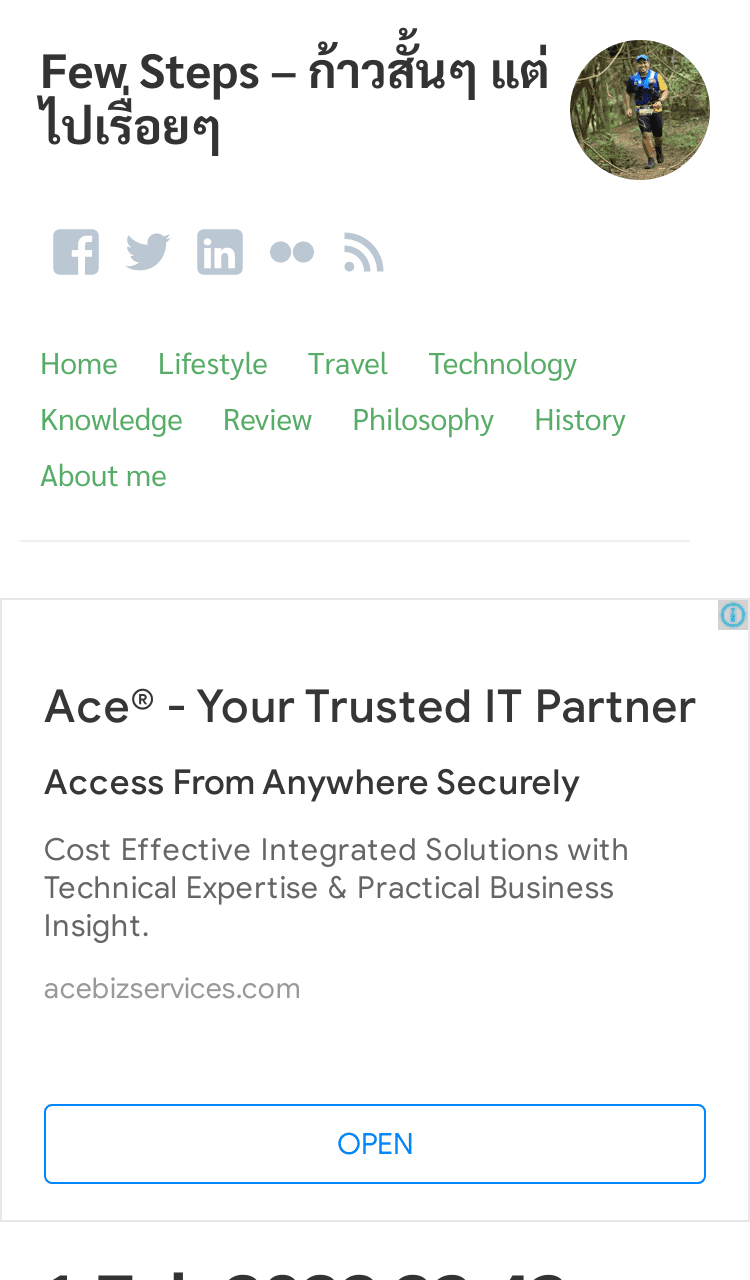 Few Steps – ก้าวสั้นๆ แต่
ไปเรื่อยๆ
Home Lifestyle Travel Technology
Knowledge Review Philosophy History
About me
Ace® - Your Trusted IT Partner
Access From Anywhere Securely
Cost Effective Integrated Solutions with
Technical Expertise & Practical Business
Insight.
acebizservices.com
OPEN